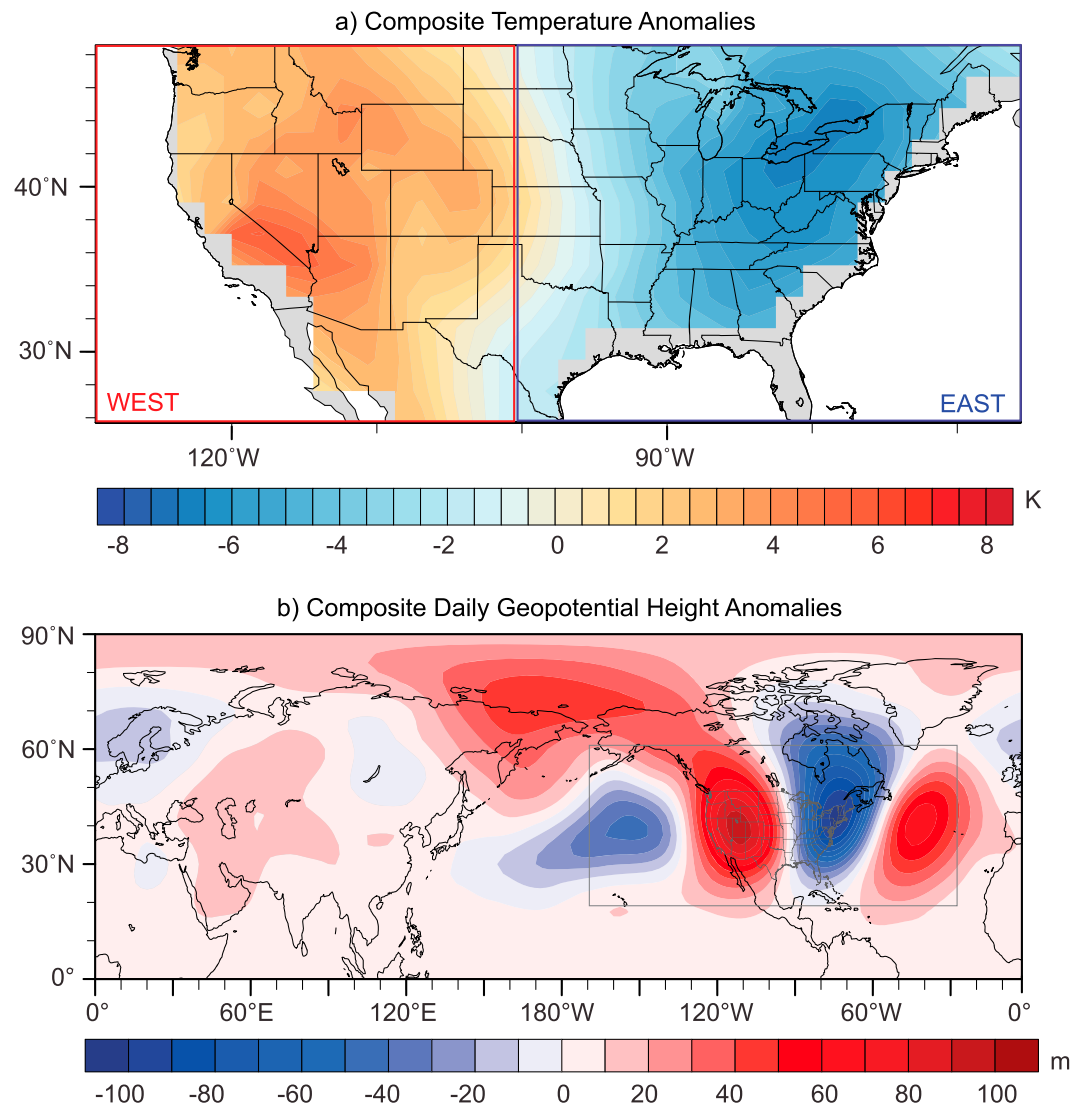 a) Composite Temperature Anomalies
40°N
30°N
WEST
EAST
120°W
90°W
K
-8 -6 -4 -2 0 2 4 6 8
b) Composite Daily Geopotential Height Anomalies
90°N
60°N
30°N
0°
0° 60°E 120°E 180°W 120°W 60°W 0°
m
-100 -80 -60 -40 -20 0 20 40 60 80 100